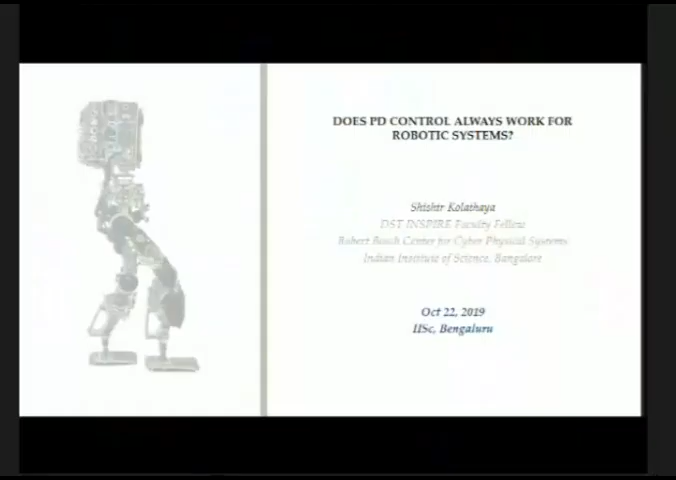 DOES PD CONTROL ALWAYS WORK FOR
ROBOTIC SYSTEMS?
Shishir Kolathaya
DST INSPIRE Faculty Fellow
Robert Bosch Center for Cyber Physical Systems
Indian Institute of Science, Bangalore
Oct 22, 2019
IISc, Bengaluru